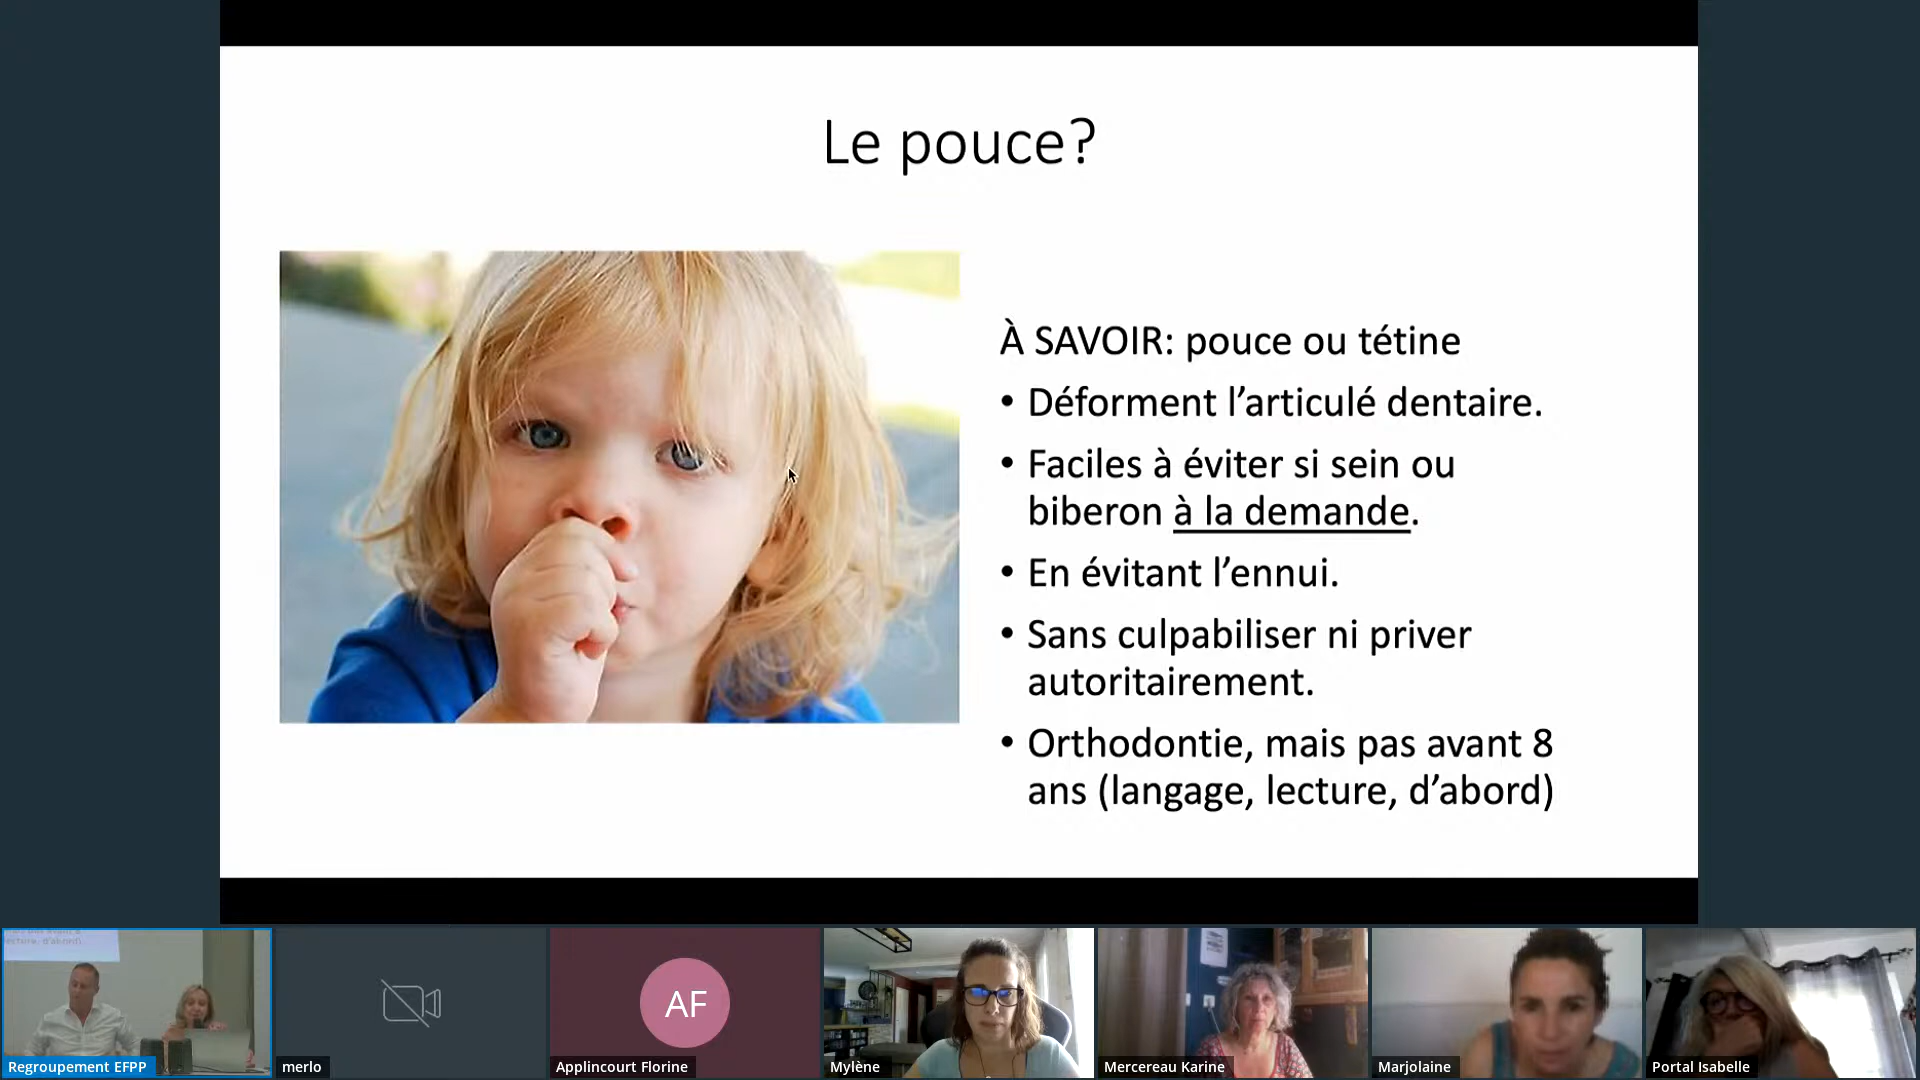 Le pouce?
À SAVOIR: pouce ou tétine
• Déforment l’articulé dentaire.
• Faciles à éviter si sein ou
biberon à la demande.
• En évitant l’ennui.
• Sans culpabiliser ni priver
autoritairement.
• Orthodontie, mais pas avant 8
ans (langage, lecture, d’abord)
Regroupement EFPP
merlo
AF
Applincourt Florine
Mylène
Mercereau Karine
Marjolaine
Portal Isabelle